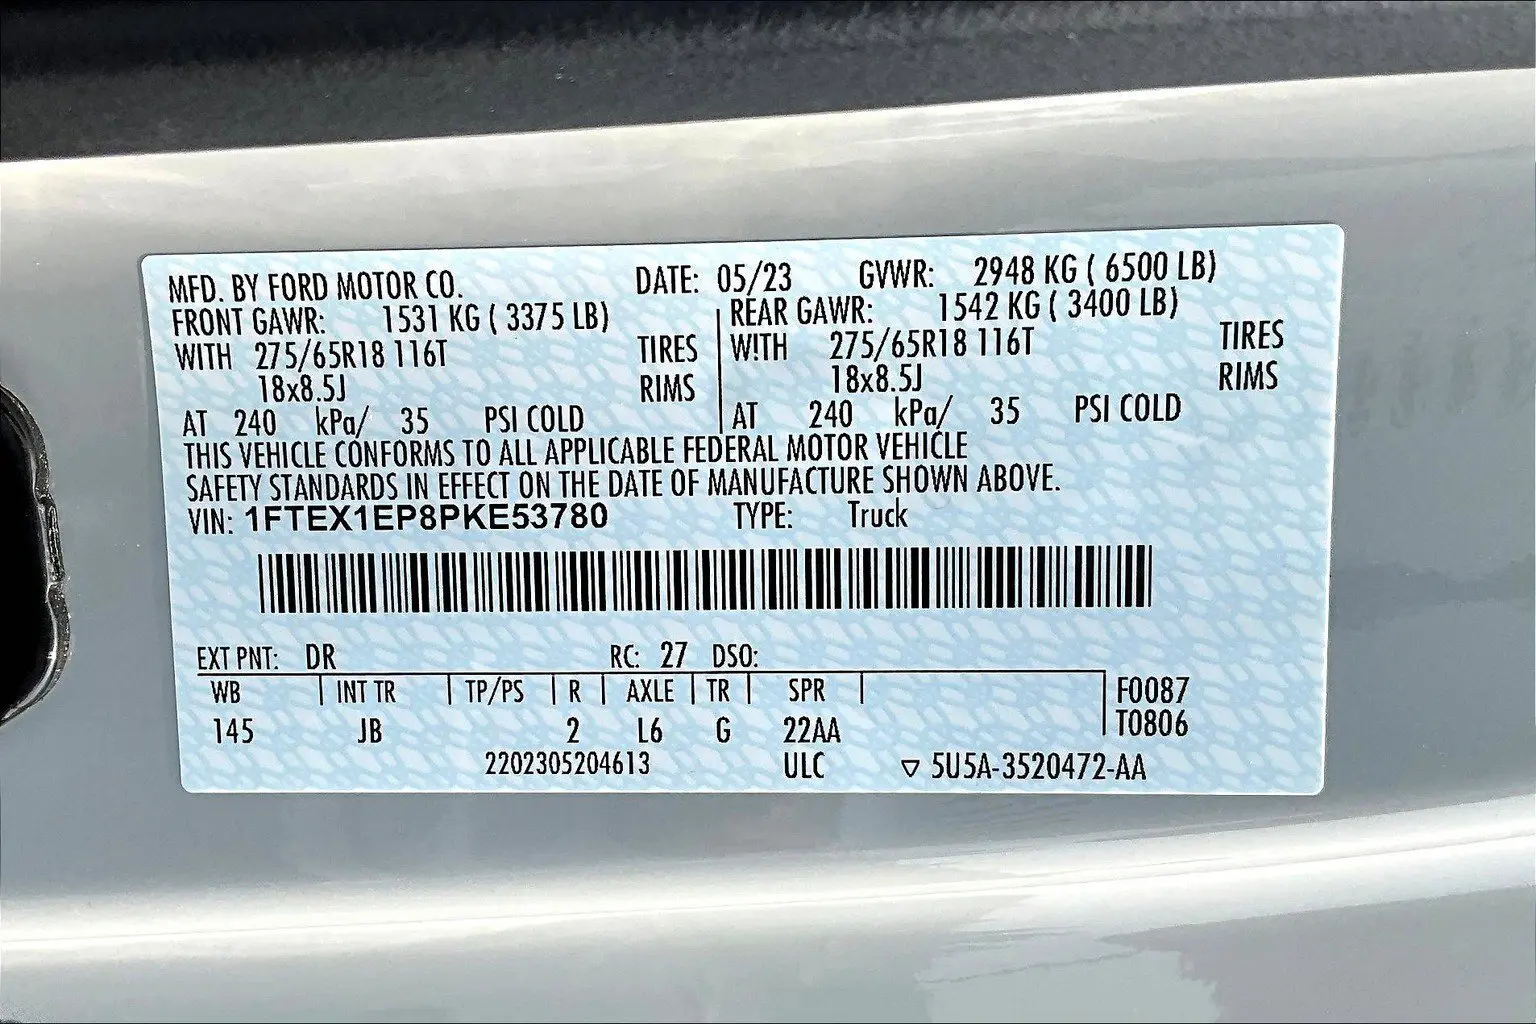 MFD. BY FORD MOTOR CO. DATE: 05/23 GVWR: 2948 KG ( 6500 LB)
FRONT GAWR: 1531 KG ( 3375 LB) REAR GAWR: 1542 KG ( 3400 LB)
WITH 275/65R18 116T TIRES WITH 275/65R18 116T TIRES
18x8.5J RIMS 18x8.5J RIMS
AT 240 kPa/ 35 PSI COLD AT 240 kPa/ 35 PSI COLD
THIS VEHICLE CONFORMS TO ALL APPLICABLE FEDERAL MOTOR VEHICLE
SAFETY STANDARDS IN EFFECT ON THE DATE OF MANUFACTURE SHOWN ABOVE.
VIN: 1FTEX1EP8PKE53780 TYPE: Truck
EXT PNT: DR RC: 27 DSO:
WB INT TR TP/PS R AXLE TR SPR F0087
145 JB 2 L6 G 22AA T0806
2202305204613 ULC ▽ 5U5A-3520472-AA